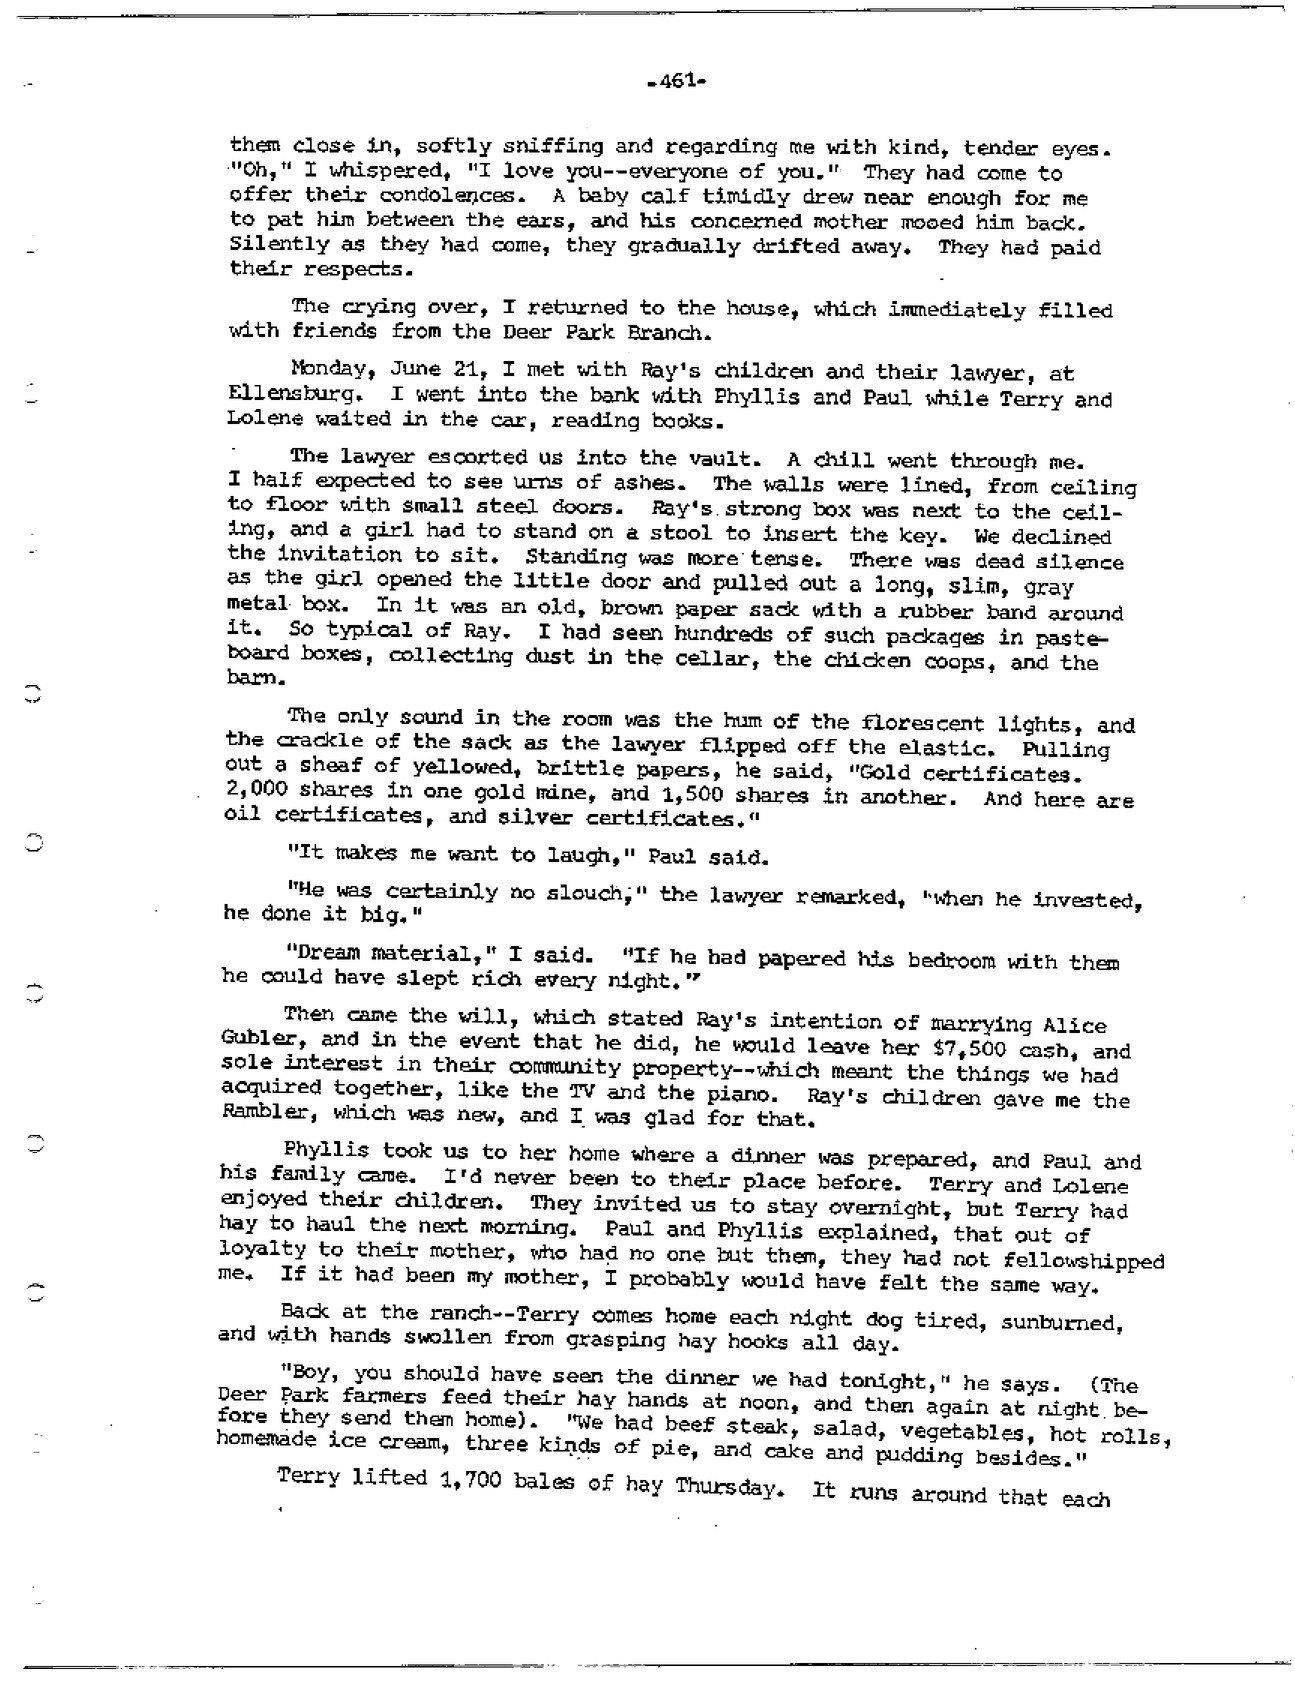 -461-
them close in, softly sniffing and regarding me with kind, tender eyes.
"Oh," I whispered, "I love you--everyone of you." They had come to
offer their condolences. A baby calf timidly drew near enough for me
to pat him between the ears, and his concerned mother mooed him back.
Silently as they had come, they gradually drifted away. They had paid
their respects.
The crying over, I returned to the house, which immediately filled
with friends from the Deer Park Branch.
Monday, June 21, I met with Ray's children and their lawyer, at
Ellensburg. I went into the bank with Phyllis and Paul while Terry and
Lolene waited in the car, reading books.
The lawyer escorted us into the vault. A chill went through me.
I half expected to see urns of ashes. The walls were lined, from ceiling
to floor with small steel doors. Ray's strong box was next to the ceil-
ing, and a girl had to stand on a stool to insert the key. We declined
the invitation to sit. Standing was more tense. There was dead silence
as the girl opened the little door and pulled out a long, slim, gray
metal box. In it was an old, brown paper sack with a rubber band around
it. So typical of Ray. I had seen hundreds of such packages in paste-
board boxes, collecting dust in the cellar, the chicken coops, and the
barn.
The only sound in the room was the hum of the florescent lights, and
the crackle of the sack as the lawyer flipped off the elastic. Pulling
out a sheaf of yellowed, brittle papers, he said, "Gold certificates.
2,000 shares in one gold mine, and 1,500 shares in another. And here are
oil certificates, and silver certificates."
"It makes me want to laugh," Paul said.
"He was certainly no slouch," the lawyer remarked, "when he invested,
he done it big."
"Dream material," I said. "If he had papered his bedroom with them
he could have slept rich every night."
Then came the will, which stated Ray's intention of marrying Alice
Gubler, and in the event that he did, he would leave her $7,500 cash, and
sole interest in their community property--which meant the things we had
acquired together, like the TV and the piano. Ray's children gave me the
Rambler, which was new, and I was glad for that.
Phyllis took us to her home where a dinner was prepared, and Paul and
his family came. I'd never been to their place before. Terry and Lolene
enjoyed their children. They invited us to stay overnight, but Terry had
hay to haul the next morning. Paul and Phyllis explained, that out of
loyalty to their mother, who had no one but them, they had not fellowshipped
me. If it had been my mother, I probably would have felt the same way.
Back at the ranch--Terry comes home each night dog tired, sunburned,
and with hands swollen from grasping hay hooks all day.
"Boy, you should have seen the dinner we had tonight," he says. (The
Deer Park farmers feed their hay hands at noon, and then again at night be-
fore they send them home). "We had beef steak, salad, vegetables, hot rolls,
homemade ice cream, three kinds of pie, and cake and pudding besides."
Terry lifted 1,700 bales of hay Thursday. It runs around that each